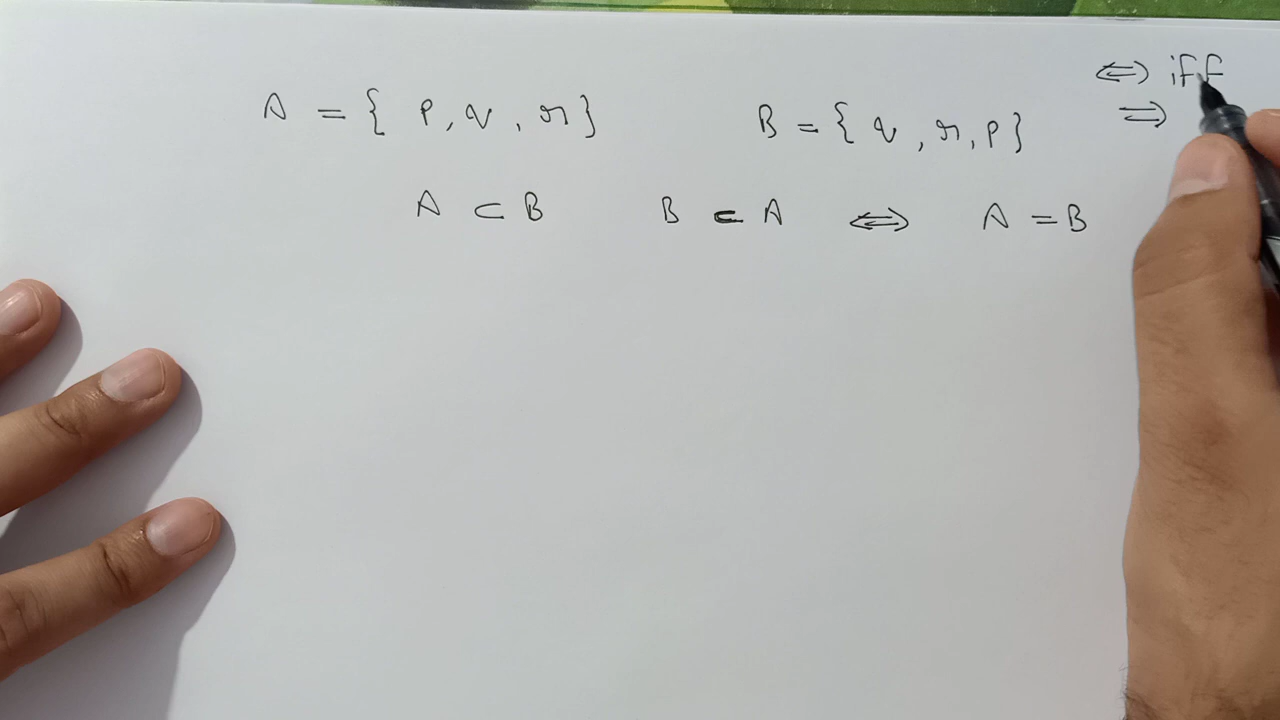 ⇔ iff
A = { p, q, r }    B = { q, r, p }    ⇒
A ⊂ B    B ⊂ A    ⇔    A = B